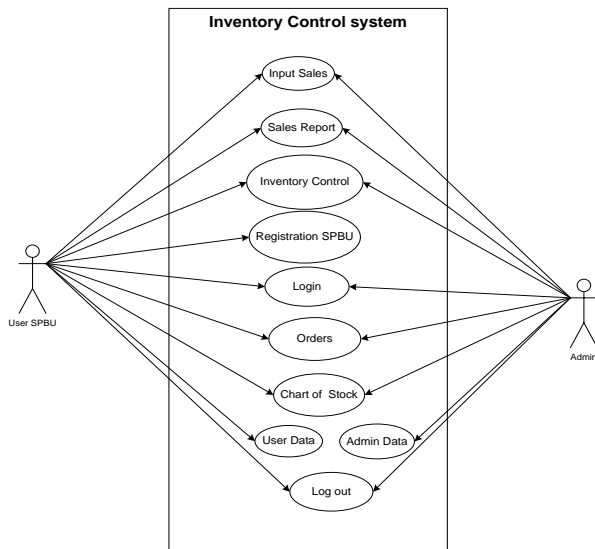 Inventory Control system
Input Sales
Sales Report
Inventory Control
Registration SPBU
Login
User SPBU
Orders
Admin
Chart of Stock
User Data
Admin Data
Log out